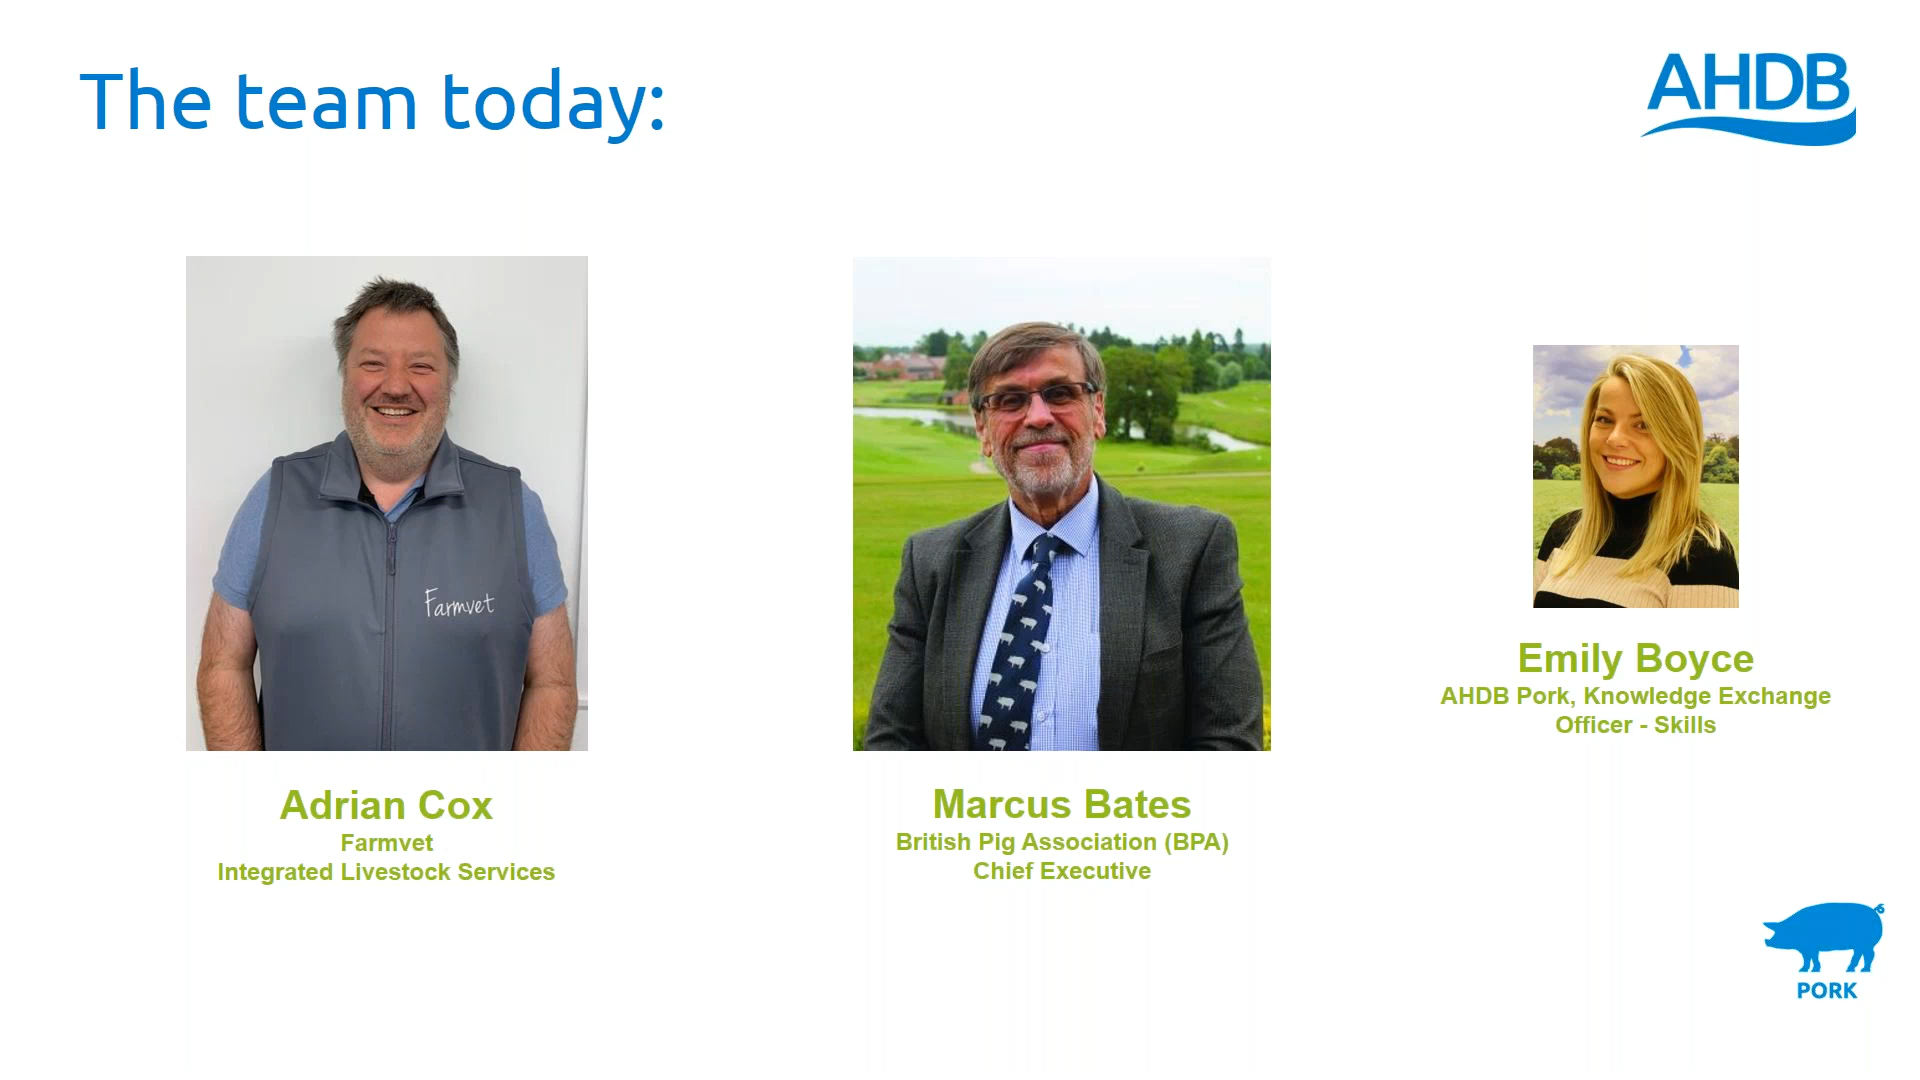 The team today:
AHDB
Farmvet
Adrian Cox
Farmvet
Integrated Livestock Services
Marcus Bates
British Pig Association (BPA)
Chief Executive
Emily Boyce
AHDB Pork, Knowledge Exchange
Officer - Skills
PORK